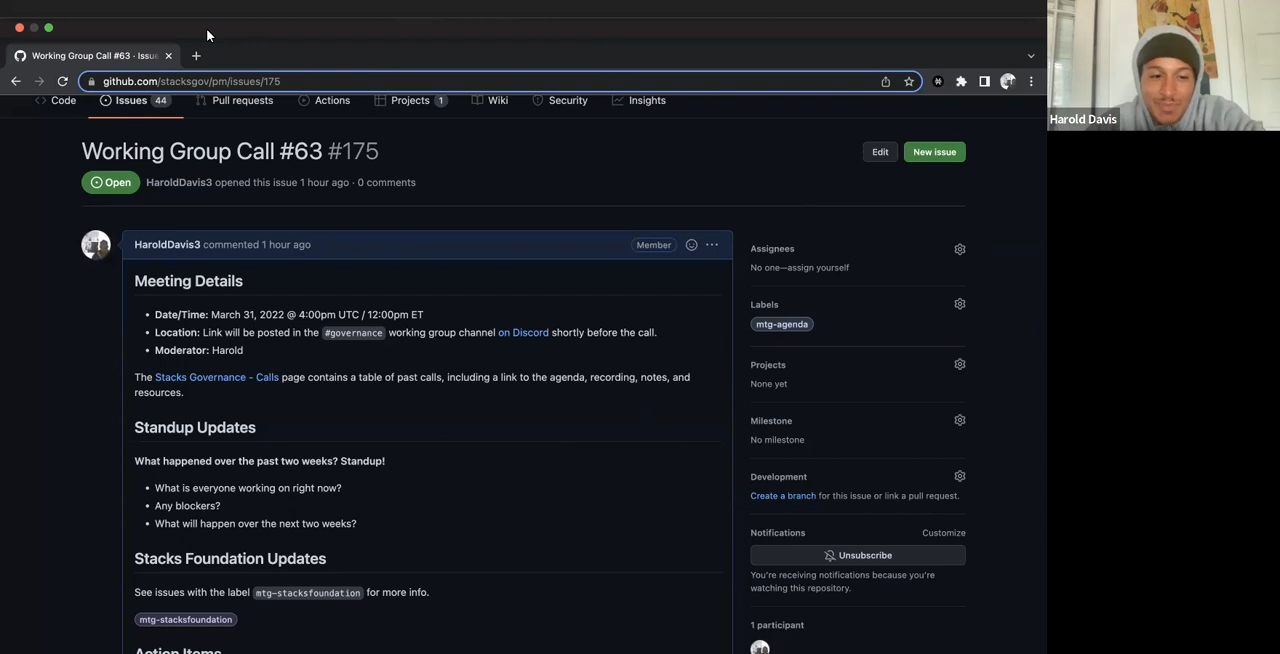 Working Group Call #63 · Issu
github.com/stacksgov/pm/issues/175
Code Issues 44 Pull requests Actions Projects 1 Wiki Security Insights
Working Group Call #63 #175
Edit New issue
Open HaroldDavis3 opened this issue 1 hour ago · 0 comments
HaroldDavis3 commented 1 hour ago Member
Meeting Details
• Date/Time: March 31, 2022 @ 4:00pm UTC / 12:00pm ET
• Location: Link will be posted in the #governance working group channel on Discord shortly before the call.
• Moderator: Harold
The Stacks Governance - Calls page contains a table of past calls, including a link to the agenda, recording, notes, and
resources.
Standup Updates
What happened over the past two weeks? Standup!
• What is everyone working on right now?
• Any blockers?
• What will happen over the next two weeks?
Stacks Foundation Updates
See issues with the label mtg-stacksfoundation for more info.
mtg-stacksfoundation
Action Items
Assignees
No one—assign yourself
Labels
mtg-agenda
Projects
None yet
Milestone
No milestone
Development
Create a branch for this issue or link a pull request.
Notifications Customize
Unsubscribe
You're receiving notifications because you're
watching this repository.
1 participant
Harold Davis